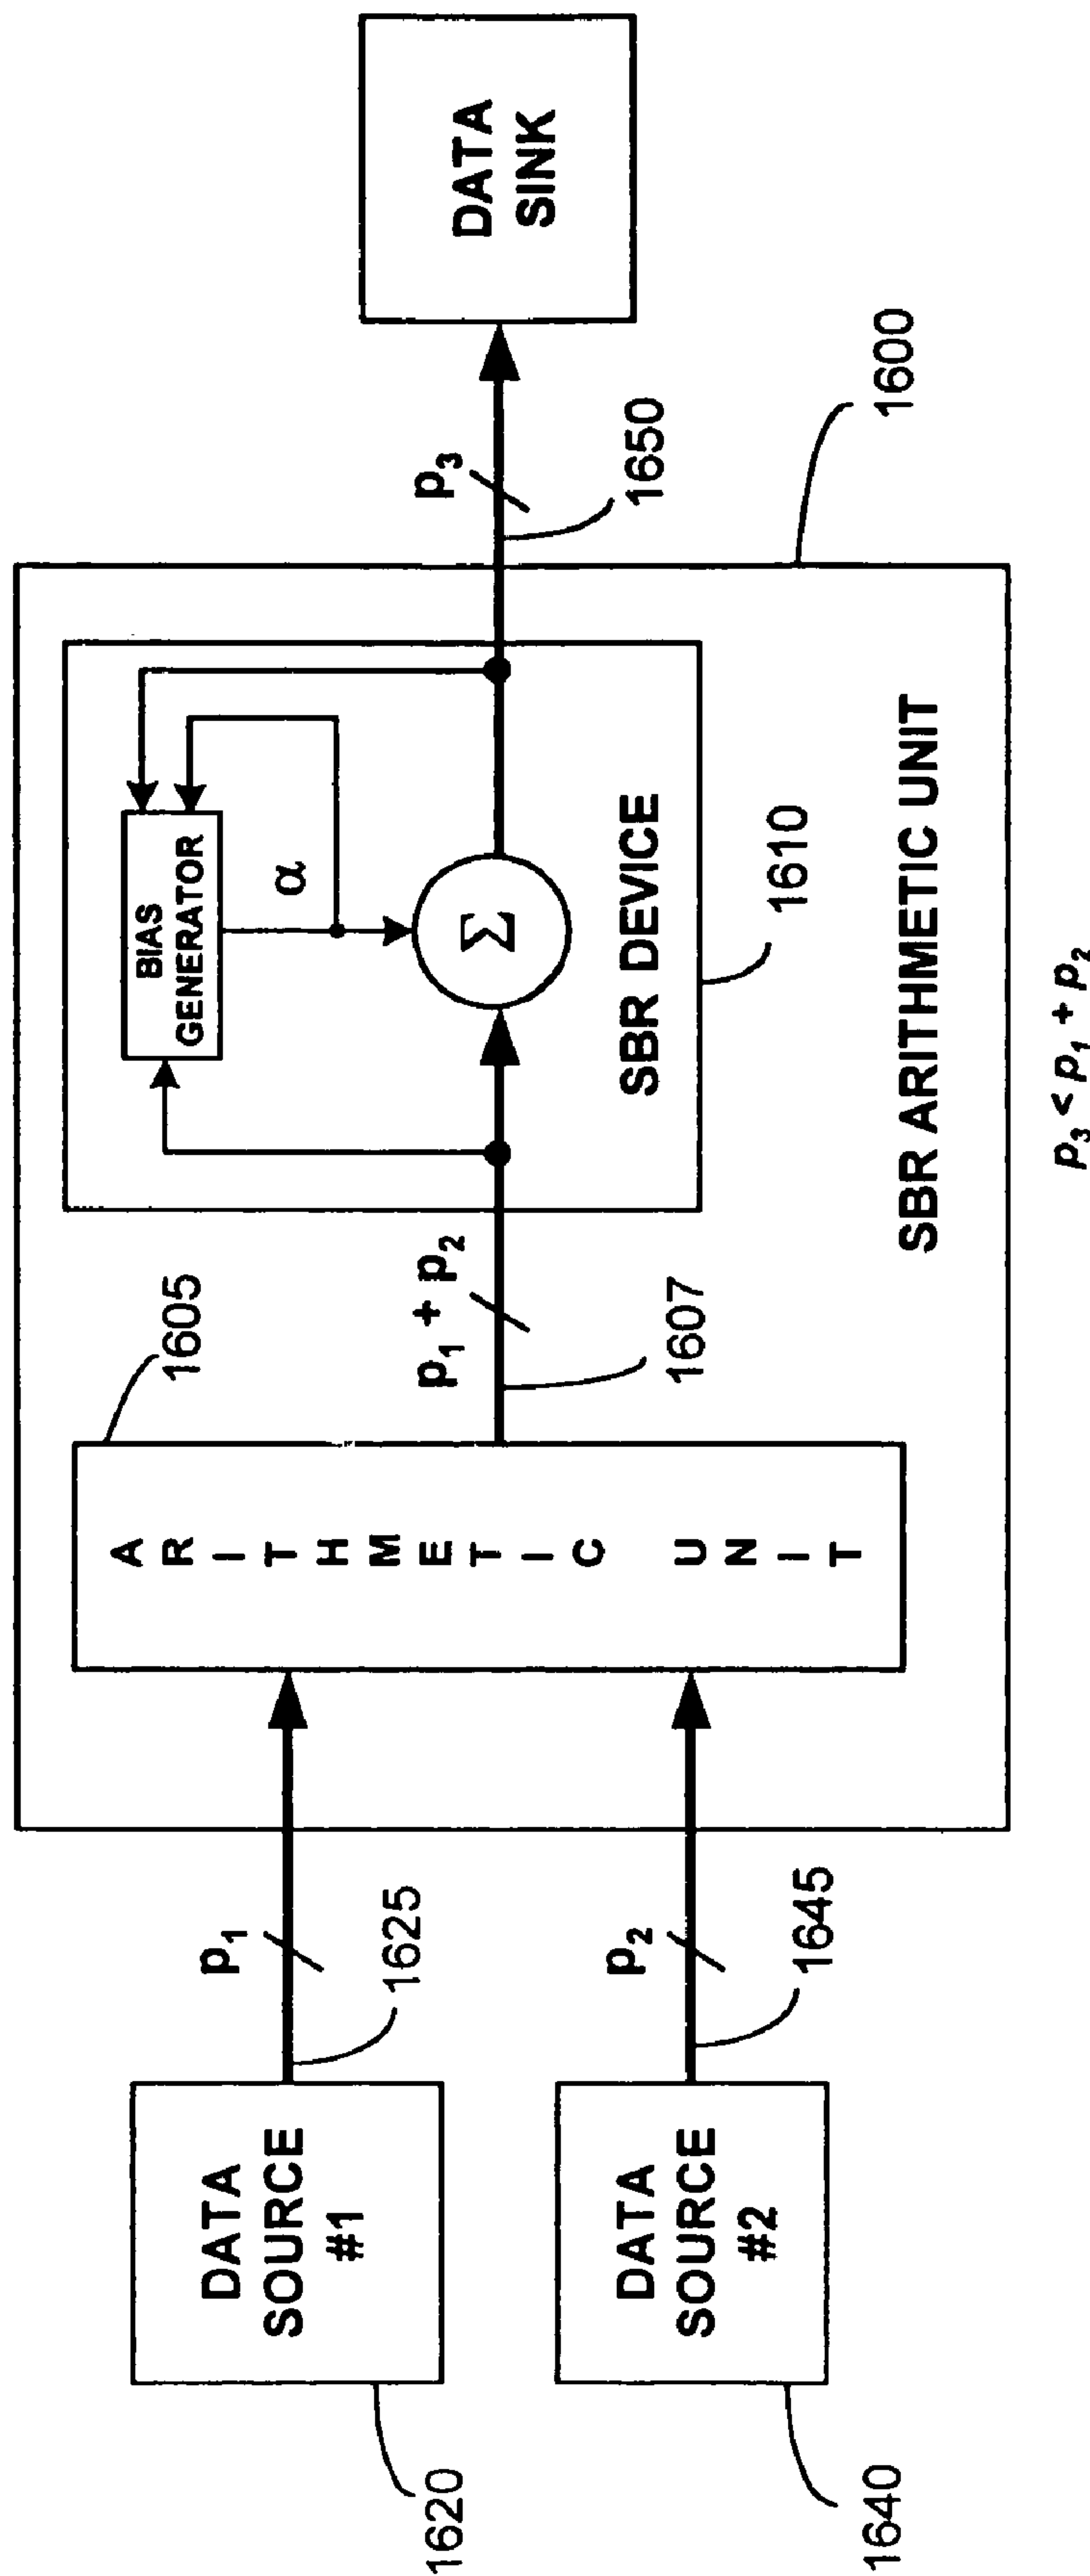 DATA
SOURCE
#1
1620
p₁
1625
DATA
SOURCE
#2
1640
p₂
1645
ARITHMETIC UNIT
1605
p₁ + p₂
1607
BIAS
GENERATOR
α
Σ
SBR DEVICE
1610
SBR ARITHMETIC UNIT
1600
p₃
1650
DATA
SINK
p₃ < p₁ + p₂